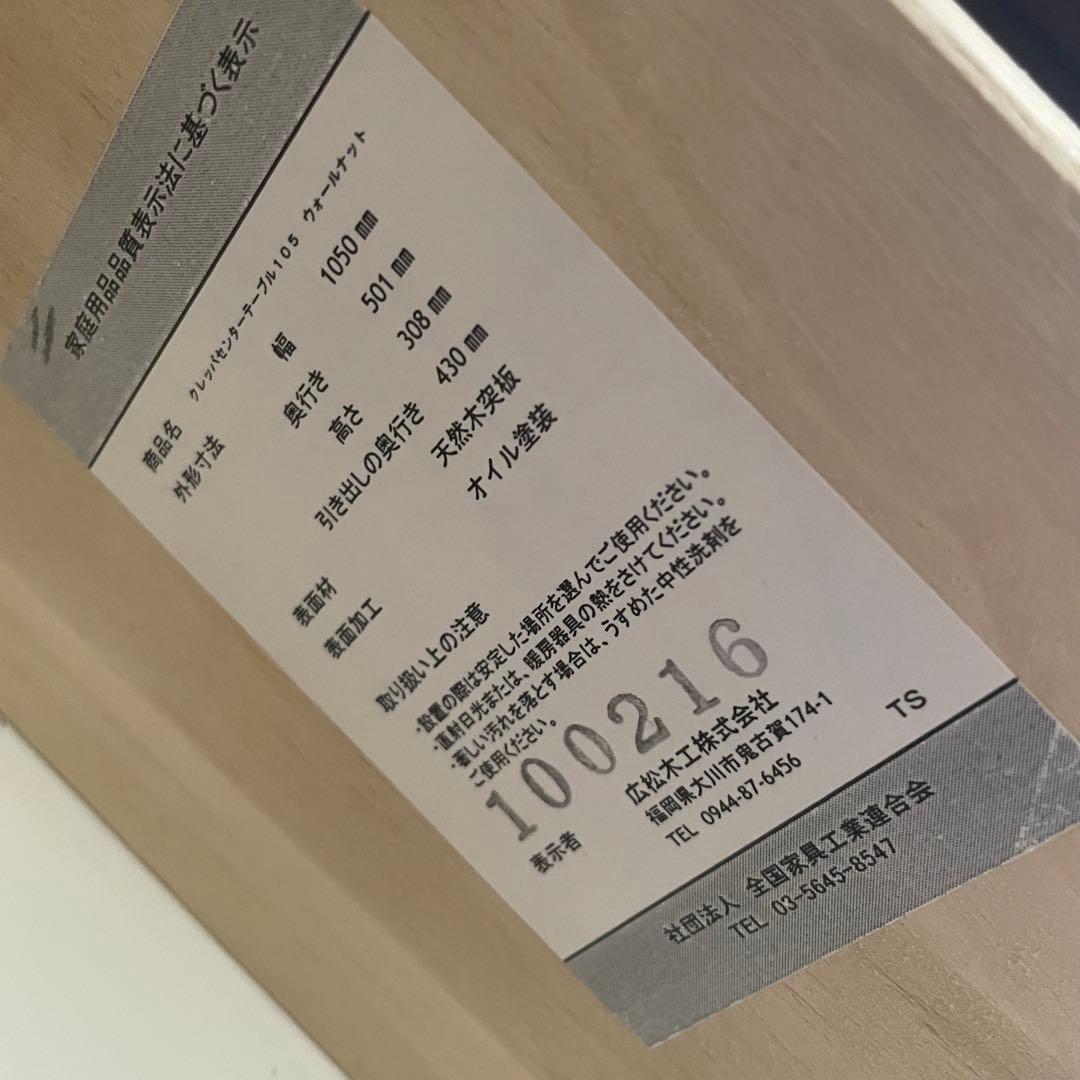 家庭用品品質表示法に基づく表示
商品名 クレッパセンターテーブル105 ウォールナット
外形寸法 幅 1050 mm
奥行き 501 mm
高さ 308 mm
引き出しの奥行き 430 mm
表面材 天然木突板
表面加工 オイル塗装
取り扱い上の注意
・設置の際は安定した場所を選んでご使用ください。
・直射日光または、暖房器具の熱をさけてください。
・著しい汚れを落とす場合は、うすめた中性洗剤を
ご使用ください。
100216
表示者 広松木工株式会社
福岡県大川市鬼古賀174-1
TEL 0944-87-6456
TS
社団法人 全国家具工業連合会
TEL 03-5645-8547